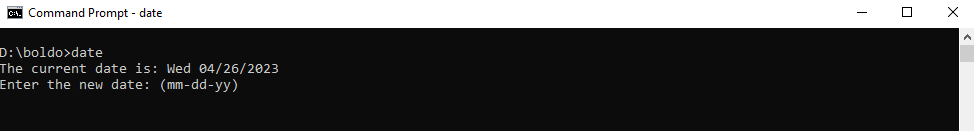 Command Prompt - date
D:\boldo>date
The current date is: Wed 04/26/2023
Enter the new date: (mm-dd-yy)